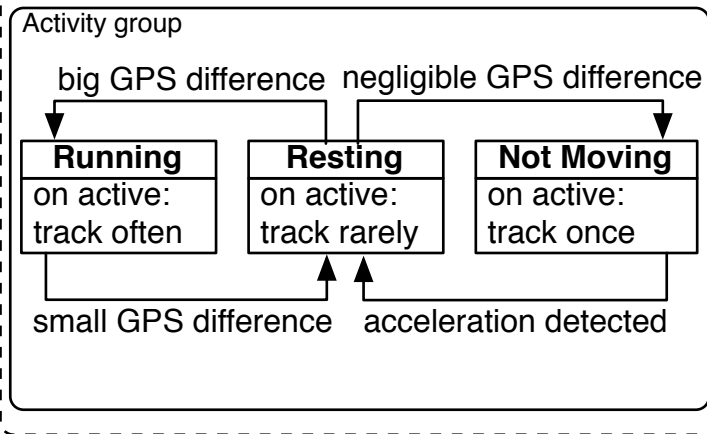 Activity group
big GPS difference
negligible GPS difference
Running
on active:
track often
Resting
on active:
track rarely
Not Moving
on active:
track once
small GPS difference
acceleration detected